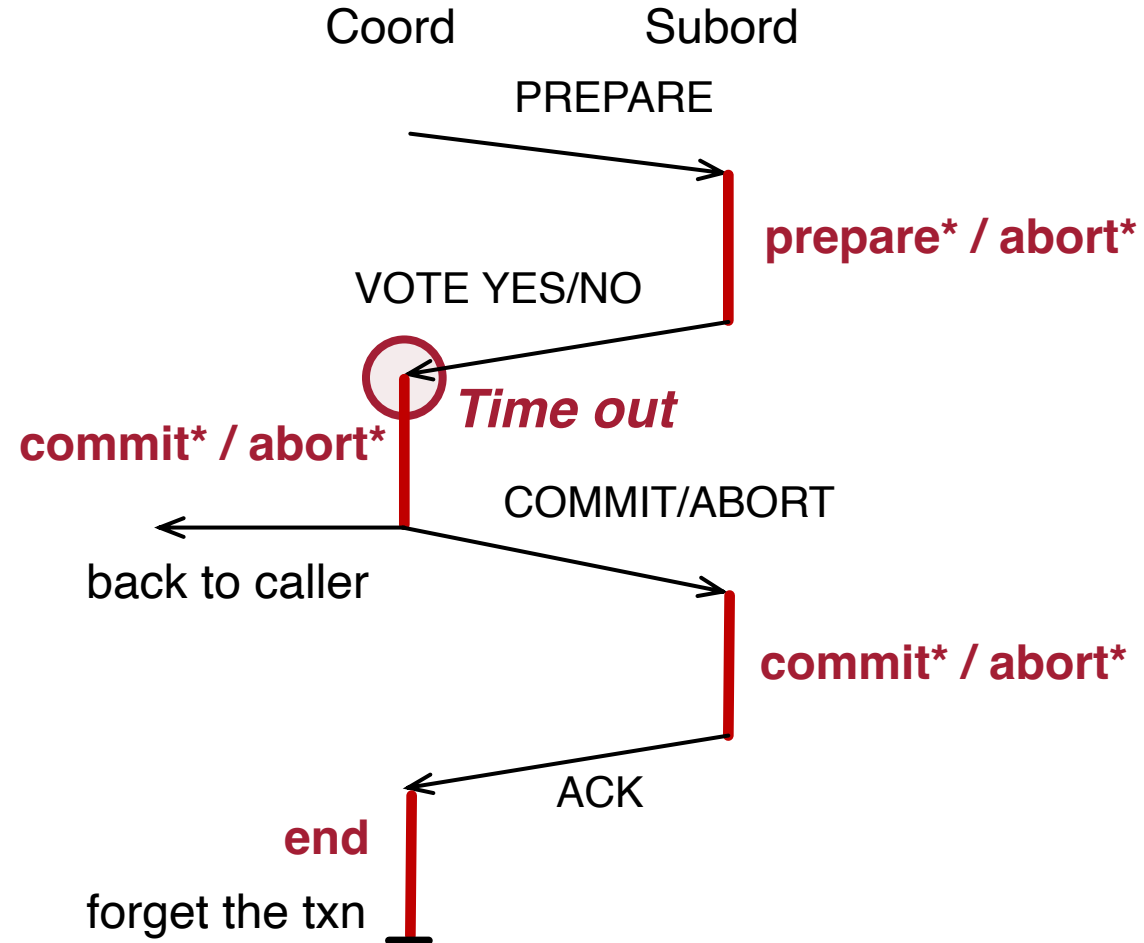 Coord
Subord
PREPARE
prepare* / abort*
VOTE YES/NO
Time out
commit* / abort*
COMMIT/ABORT
back to caller
commit* / abort*
ACK
end
forget the txn